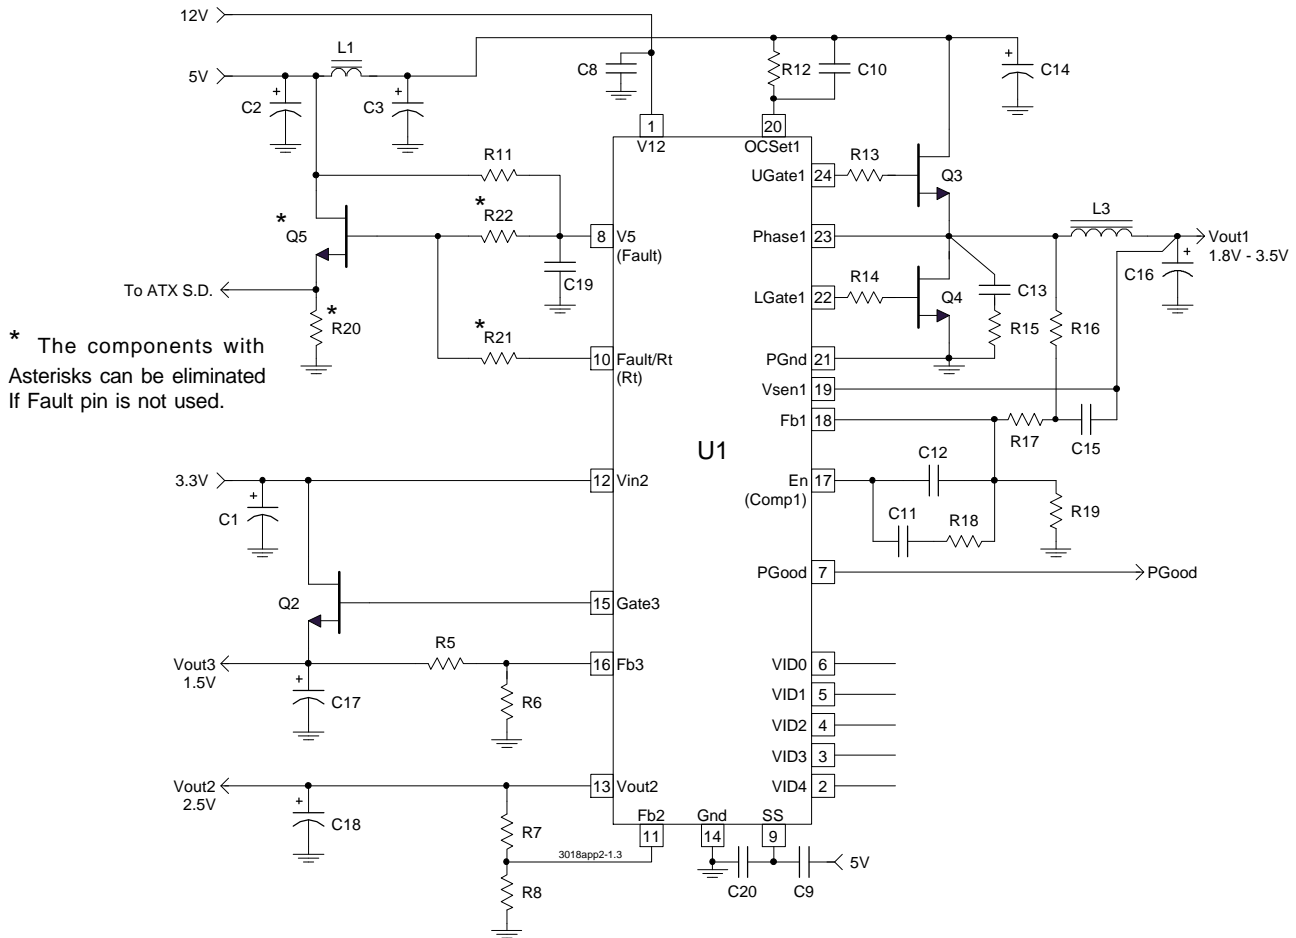 12V
5V
L1
C2
C3
C8
R12
C10
C14
1
V12
20
OCSet1
R11
* R22
* Q5
8
V5
(Fault)
C19
To ATX S.D.
* R20
* R21
10
Fault/Rt
(Rt)
* The components with
Asterisks can be eliminated
If Fault pin is not used.
UGate1
24
R13
Q3
Phase1
23
L3
Vout1
1.8V - 3.5V
C16
LGate1
22
R14
Q4
C13
R15
R16
PGnd
21
Vsen1
19
Fb1
18
R17
C15
U1
En
(Comp1)
17
C12
C11
R18
R19
PGood
7
PGood
3.3V
C1
12
Vin2
Q2
15
Gate3
Vout3
1.5V
C17
R5
R6
16
Fb3
VID0
6
VID1
5
VID2
4
VID3
3
VID4
2
Vout2
2.5V
C18
13
Vout2
R7
R8
Fb2
11
3018app2-1.3
Gnd
14
SS
9
C20
C9
5V